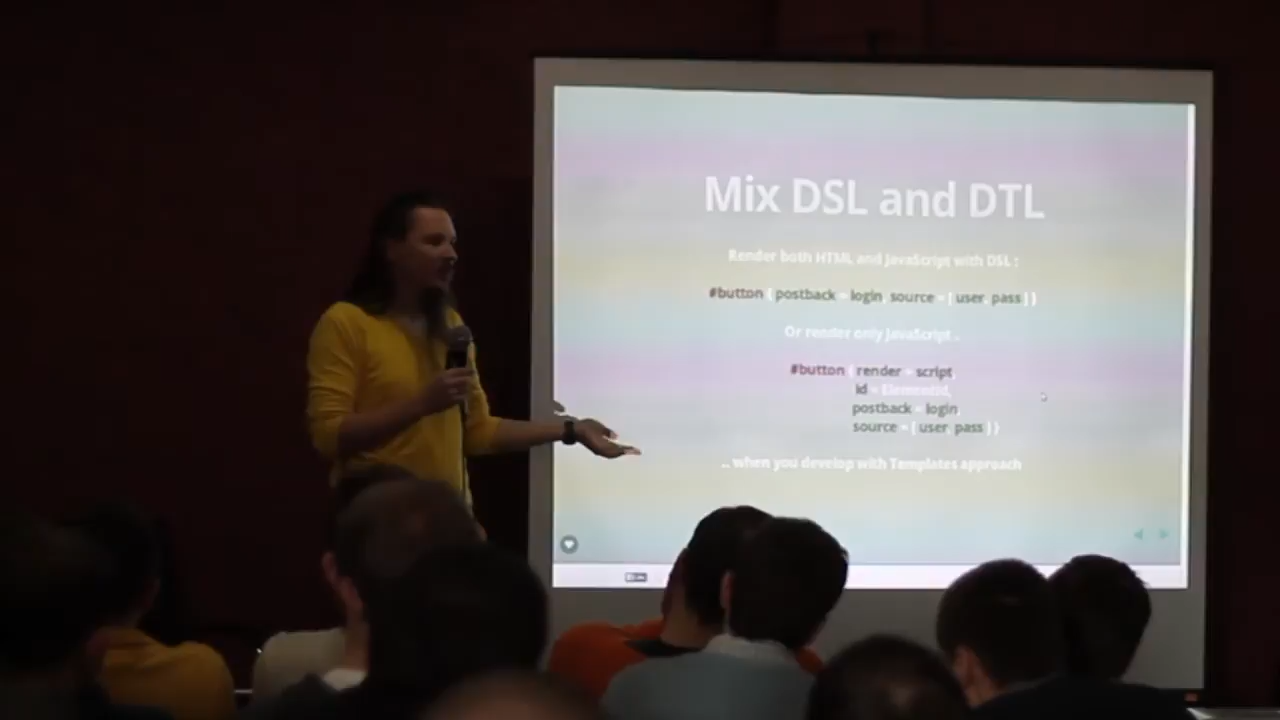 Mix DSL and DTL
Render both HTML and JavaScript with DSL :
#button { postback = login, source = [ user, pass ] }
Or render only JavaScript .
#button { render = script,
id = ElementId,
postback = login,
source = [ user, pass ] }
.. when you develop with Templates approach